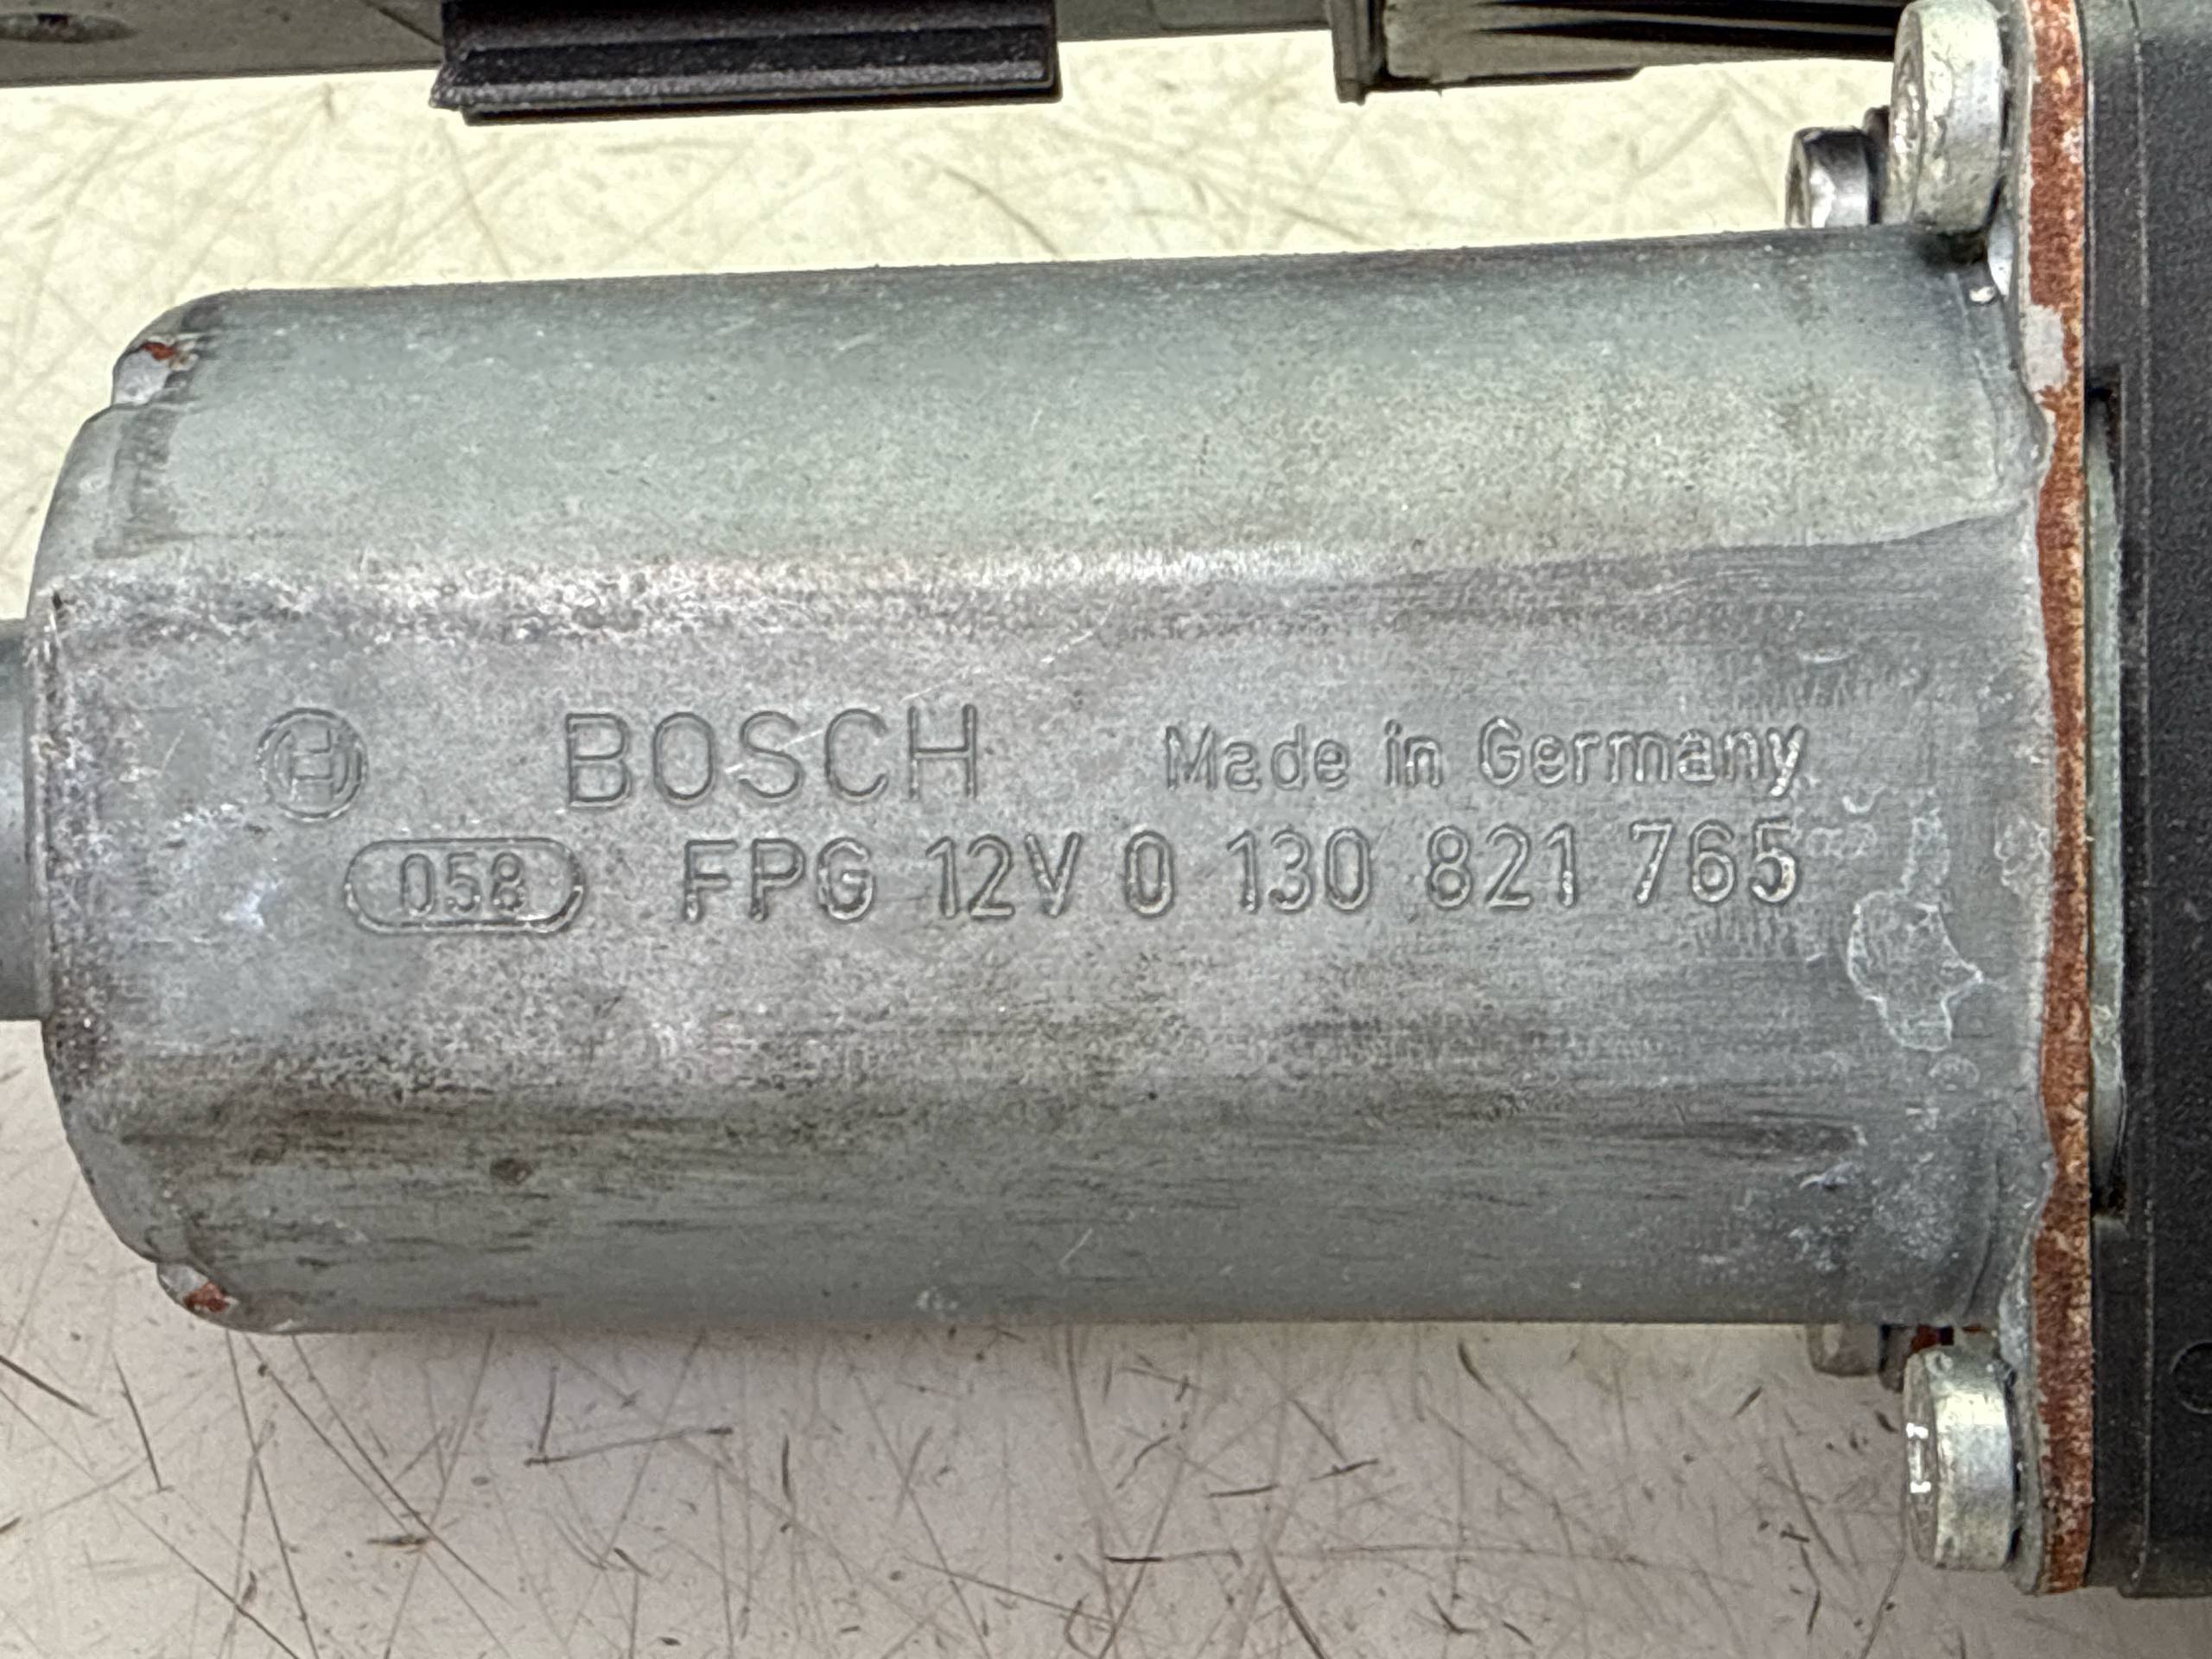 BOSCH Made in Germany
058 FPG 12V 0 130 821 765